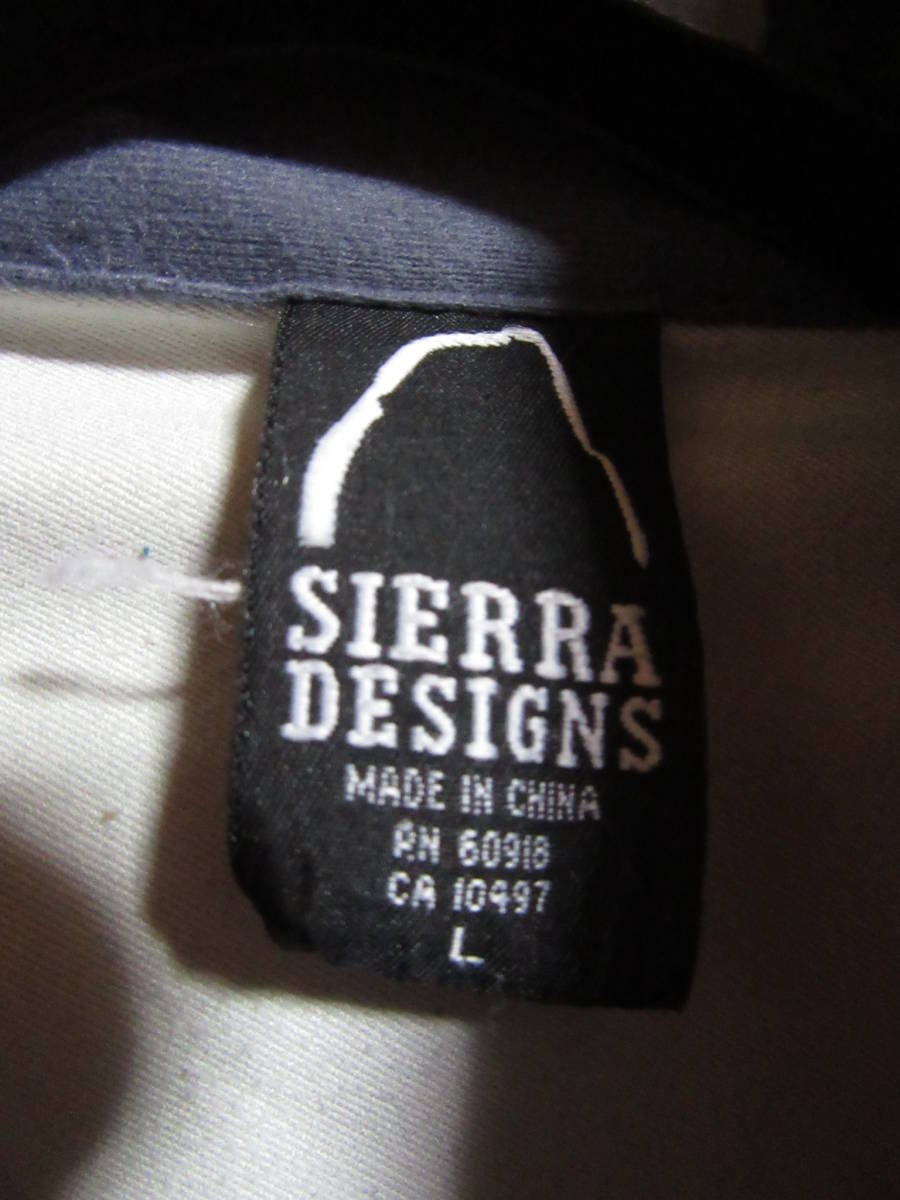 SIERRA
DESIGNS
MADE IN CHINA
RN 60918
CA 10497
L